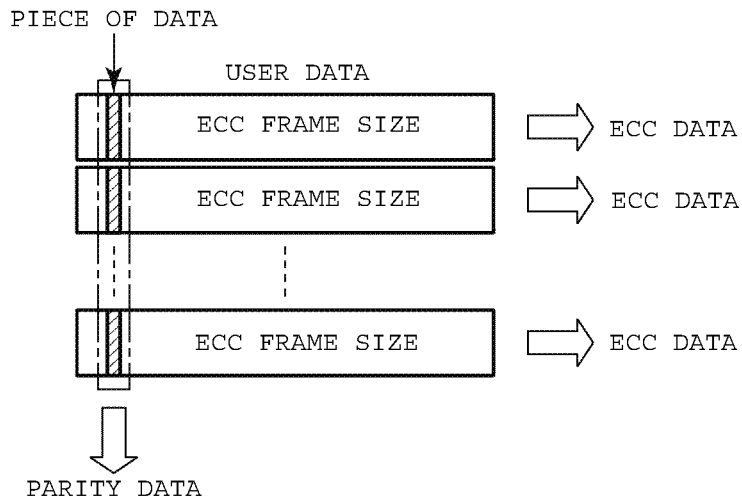 PIECE OF DATA
USER DATA
ECC FRAME SIZE
ECC DATA
ECC FRAME SIZE
ECC DATA
ECC FRAME SIZE
ECC DATA
PARITY DATA